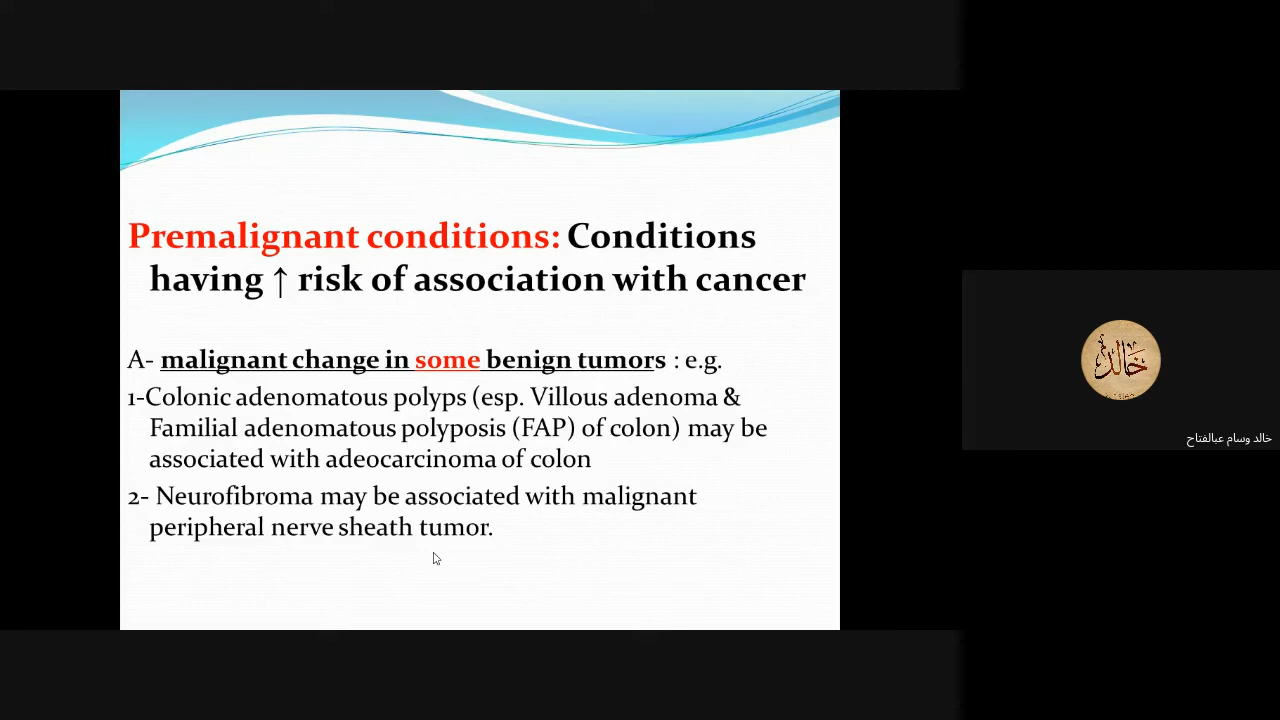 Premalignant conditions: Conditions
having ↑ risk of association with cancer
A- malignant change in some benign tumors : e.g.
1-Colonic adenomatous polyps (esp. Villous adenoma &
Familial adenomatous polyposis (FAP) of colon) may be
associated with adeocarcinoma of colon
2- Neurofibroma may be associated with malignant
peripheral nerve sheath tumor.
خالد
خالد وسام عبالفتاح